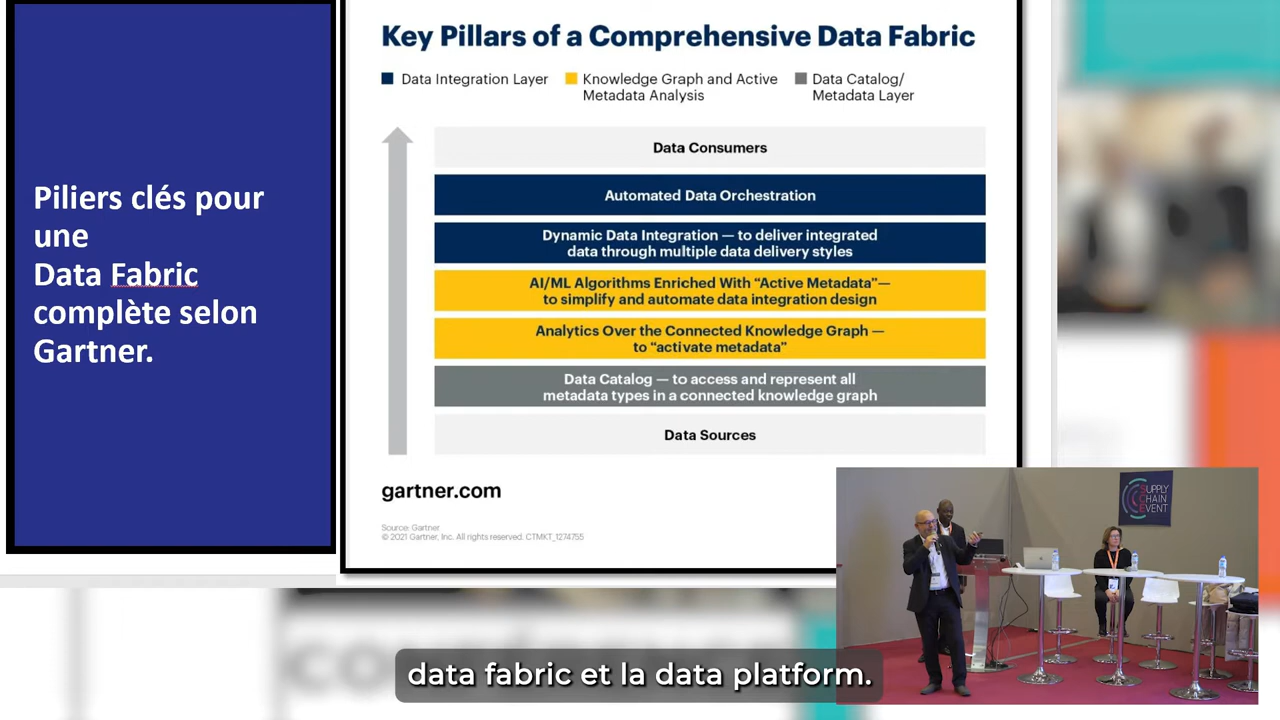 Piliers clés pour
une
Data Fabric
complète selon
Gartner.
Key Pillars of a Comprehensive Data Fabric
Data Integration Layer
Knowledge Graph and Active
Metadata Analysis
Data Catalog/
Metadata Layer
Data Consumers
Automated Data Orchestration
Dynamic Data Integration — to deliver integrated
data through multiple data delivery styles
AI/ML Algorithms Enriched With “Active Metadata”—
to simplify and automate data integration design
Analytics Over the Connected Knowledge Graph —
to “activate metadata”
Data Catalog — to access and represent all
metadata types in a connected knowledge graph
Data Sources
gartner.com
Source: Gartner
© 2021 Gartner, Inc. All rights reserved. CTMKT_1274755
SUPPLY
CHAIN
EVENT
data fabric et la data platform.